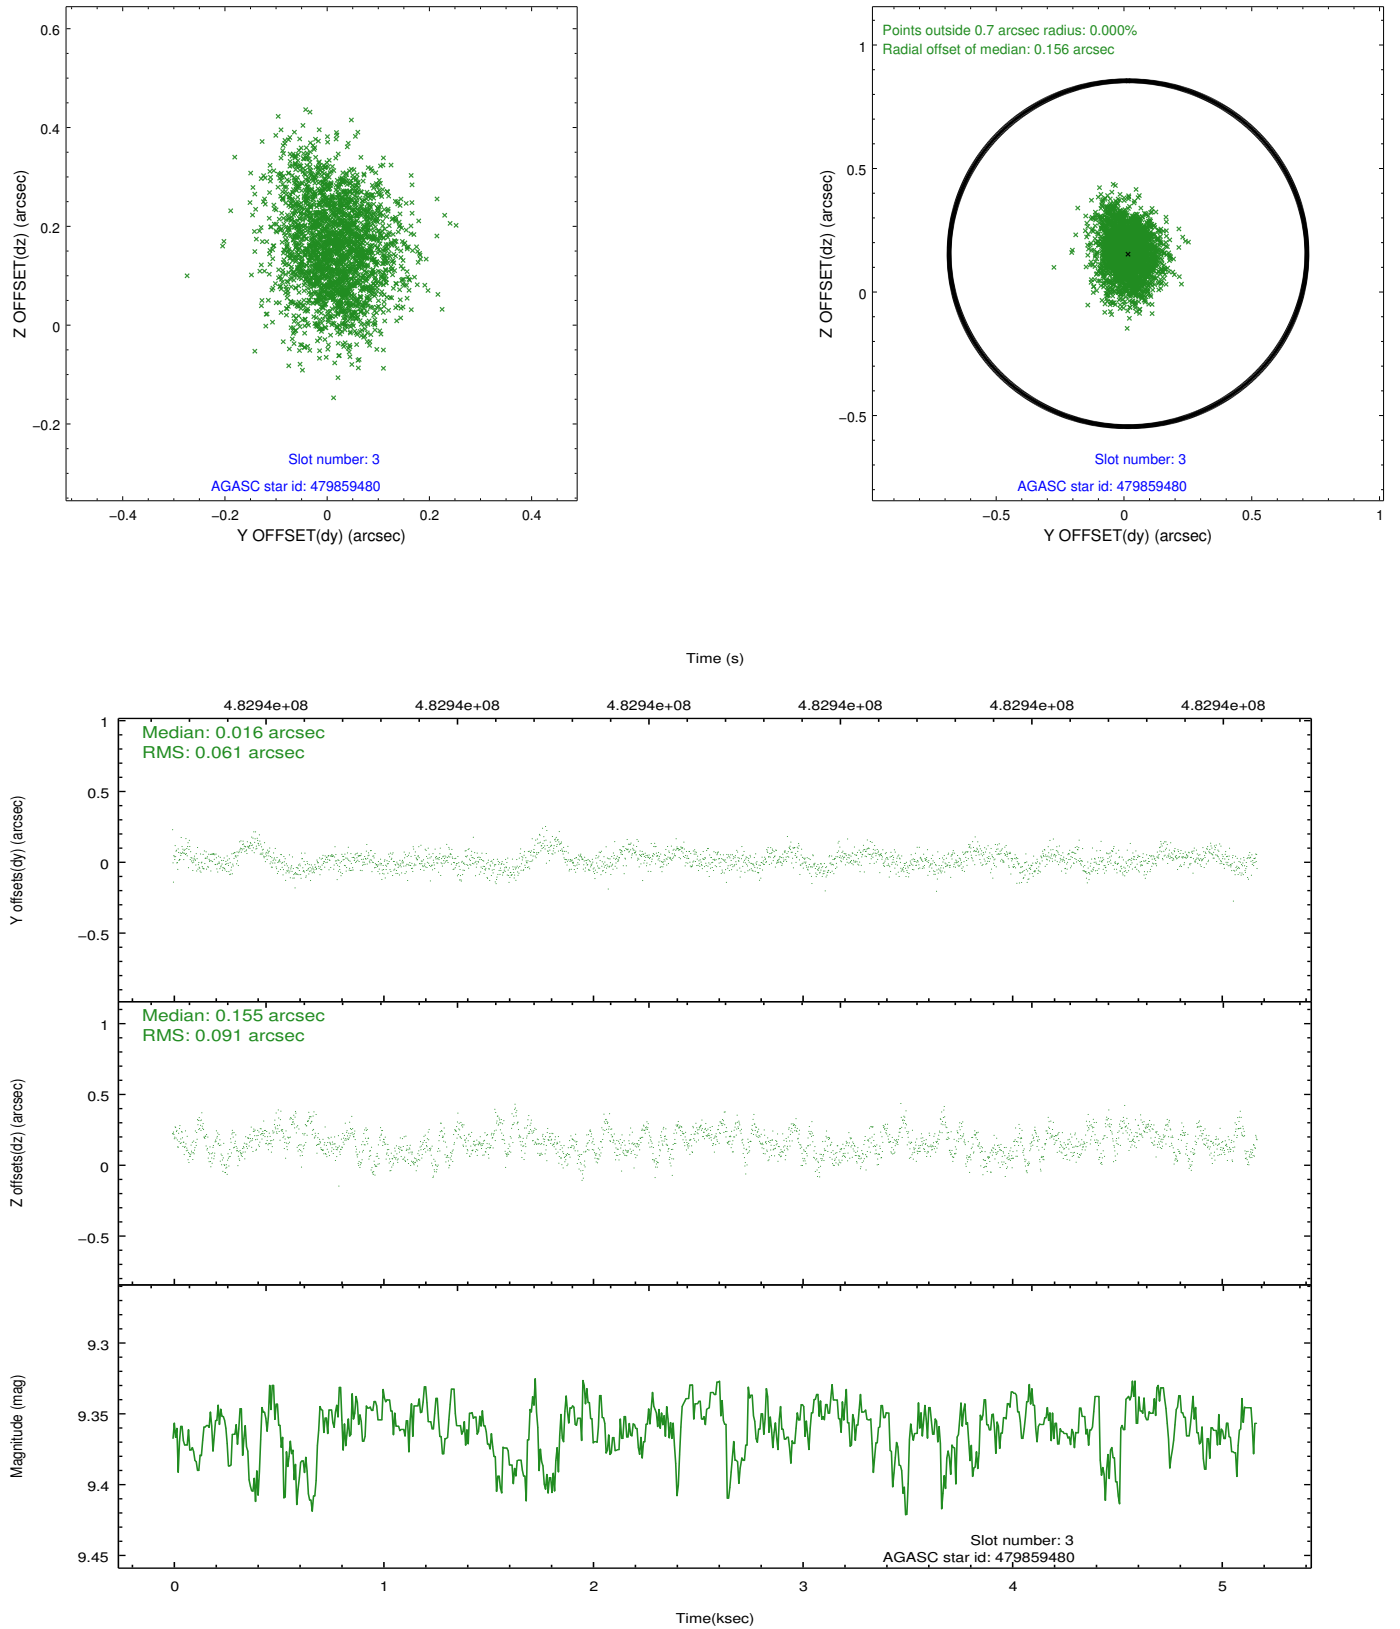 0.6
0.4
0.2
0
−0.2
Z OFFSET(dz) (arcsec)
Slot number: 3
AGASC star id: 479859480
−0.4 −0.2 0 0.2 0.4
Y OFFSET(dy) (arcsec)
Points outside 0.7 arcsec radius: 0.000%
Radial offset of median: 0.156 arcsec
1
0.5
0
−0.5
Z OFFSET(dz) (arcsec)
Slot number: 3
AGASC star id: 479859480
−0.5 0 0.5 1
Y OFFSET(dy) (arcsec)
Time (s)
4.8294e+08 4.8294e+08 4.8294e+08 4.8294e+08 4.8294e+08 4.8294e+08
Median: 0.016 arcsec
RMS: 0.061 arcsec
1
0.5
0
−0.5
Y offsets(dy) (arcsec)
Median: 0.155 arcsec
RMS: 0.091 arcsec
1
0.5
0
−0.5
Z offsets(dz) (arcsec)
9.3
9.35
9.4
9.45
Magnitude (mag)
Slot number: 3
AGASC star id: 479859480
0 1 2 3 4 5
Time(ksec)